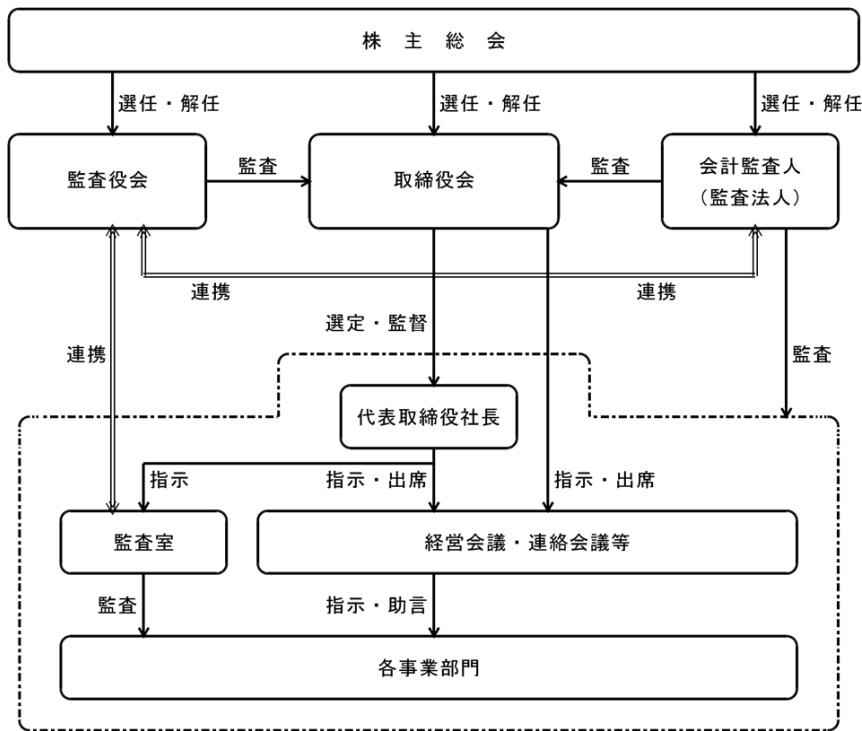 株主総会
選任・解任
選任・解任
選任・解任
監査役会
監査
取締役会
監査
会計監査人
（監査法人）
連携
連携
選定・監督
連携
監査
代表取締役社長
指示
指示・出席
指示・出席
監査室
経営会議・連絡会議等
監査
指示・助言
各事業部門